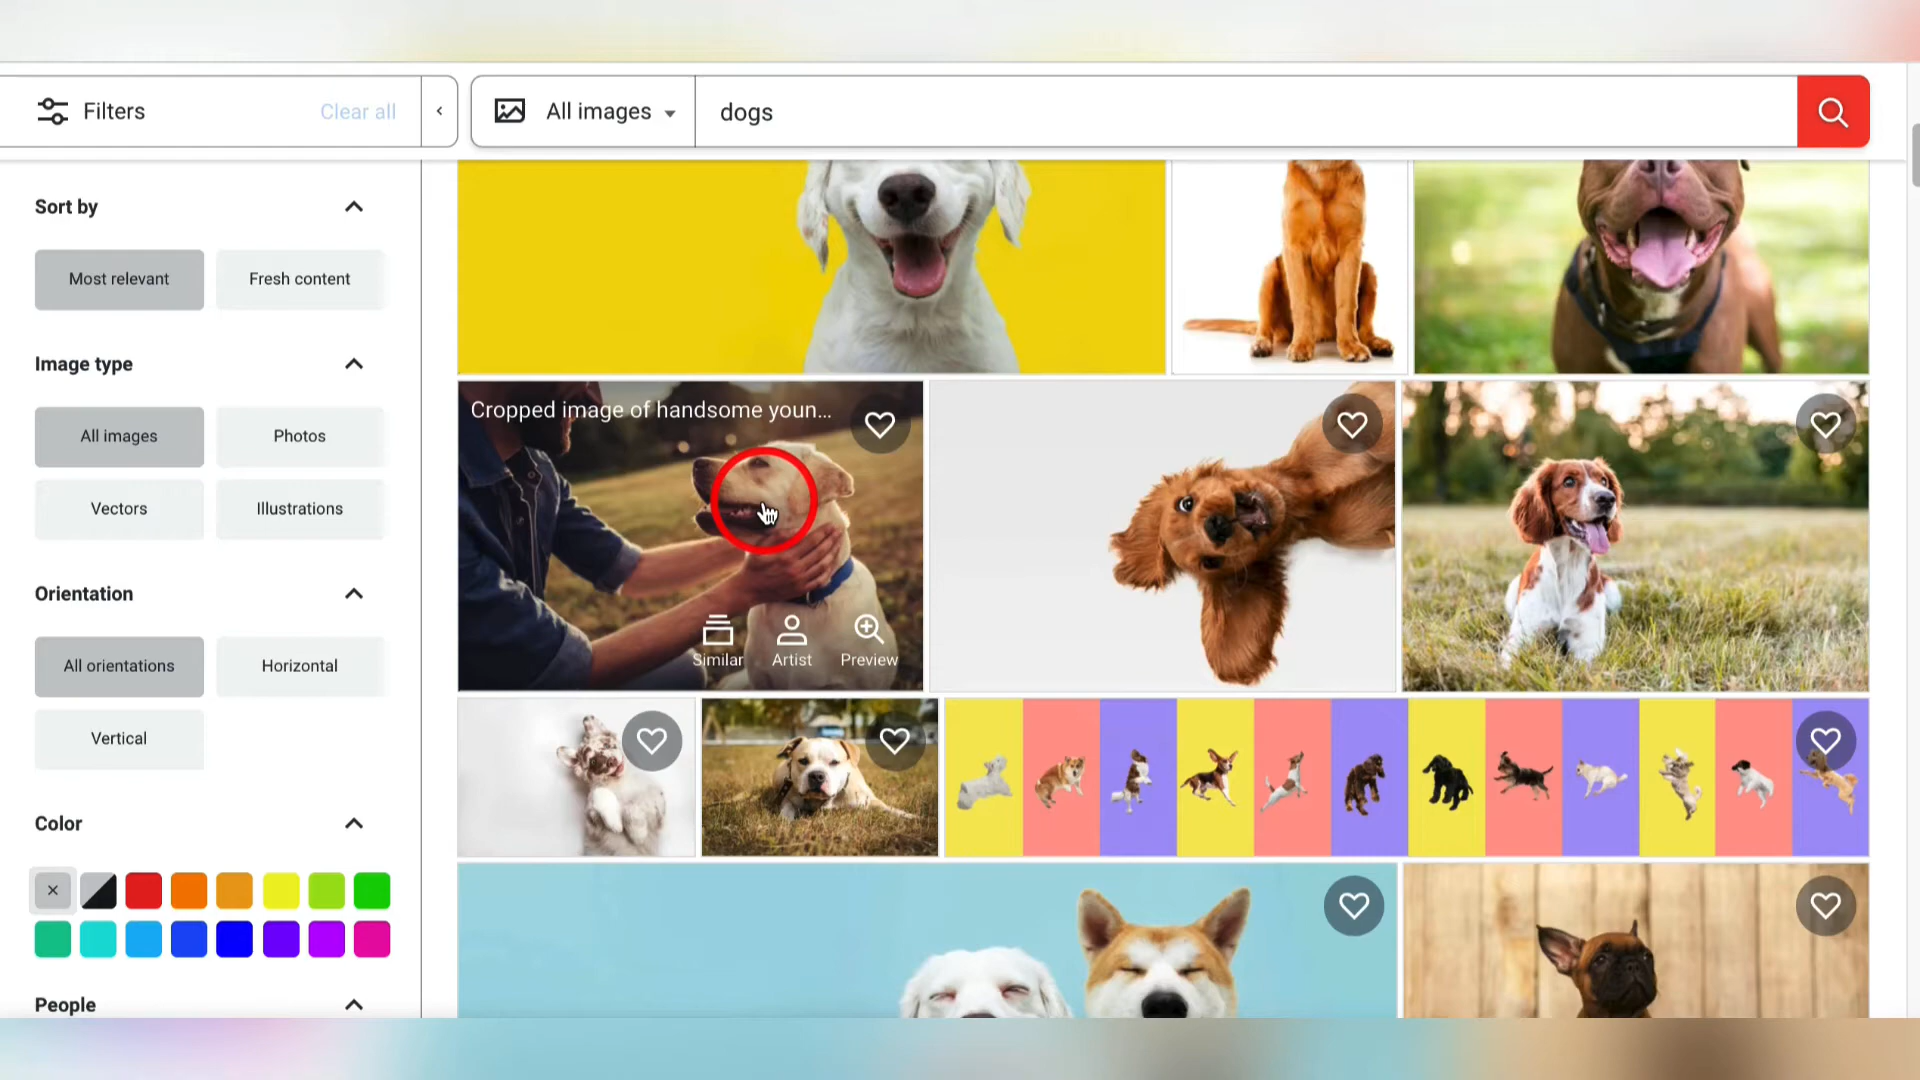 Filters
Clear all
All images
dogs
Sort by
Most relevant
Fresh content
Image type
All images
Photos
Vectors
Illustrations
Orientation
All orientations
Horizontal
Vertical
Color
People
Cropped image of handsome youn...
Similar
Artist
Preview